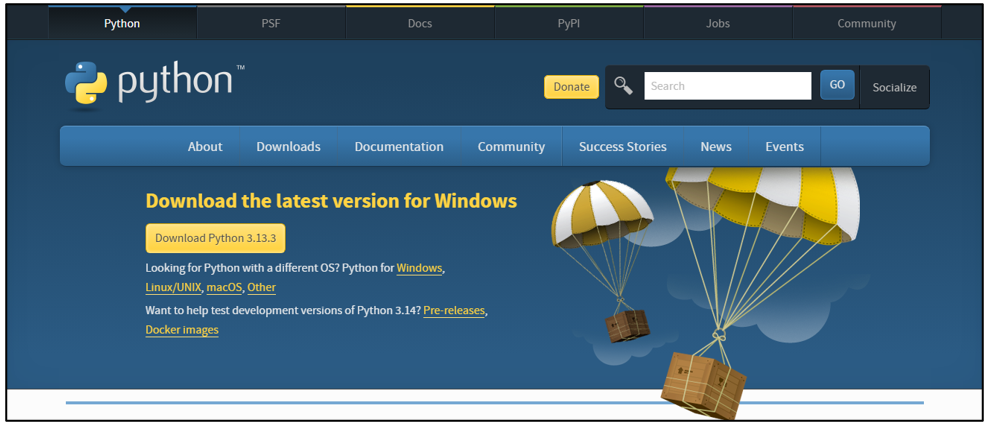 Python PSF Docs PyPI Jobs Community
python™
Donate Search GO Socialize
About Downloads Documentation Community Success Stories News Events
Download the latest version for Windows
Download Python 3.13.3
Looking for Python with a different OS? Python for Windows,
Linux/UNIX, macOS, Other
Want to help test development versions of Python 3.14? Pre-releases,
Docker images